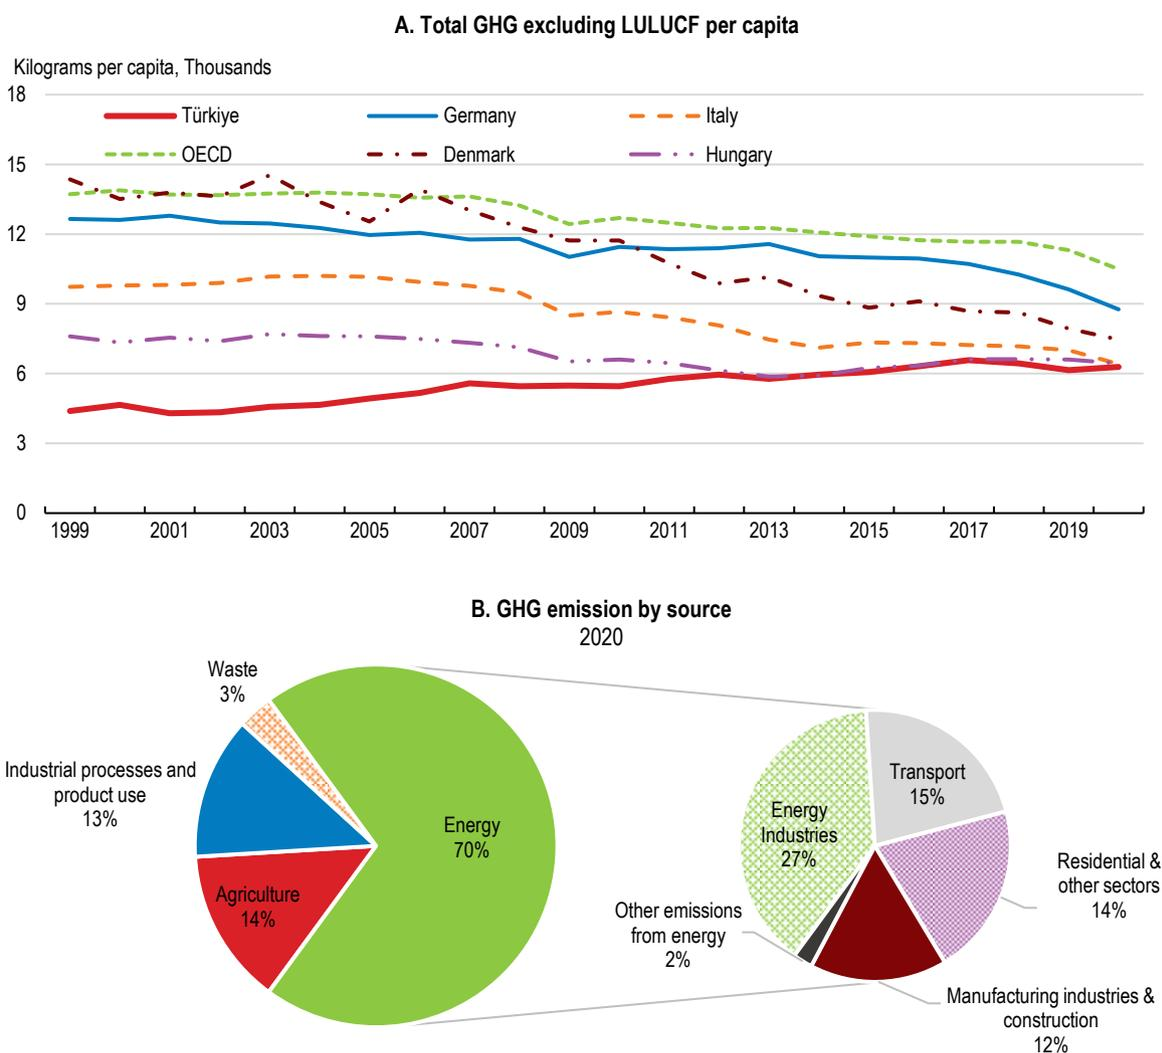 A. Total GHG excluding LULUCF per capita
Kilograms per capita, Thousands
18
15
12
9
6
3
0
Türkiye
Germany
Italy
OECD
Denmark
Hungary
1999
2001
2003
2005
2007
2009
2011
2013
2015
2017
2019
B. GHG emission by source
2020
Waste
3%
Industrial processes and
product use
13%
Agriculture
14%
Energy
70%
Energy
Industries
27%
Transport
15%
Residential &
other sectors
14%
Other emissions
from energy
2%
Manufacturing industries &
construction
12%